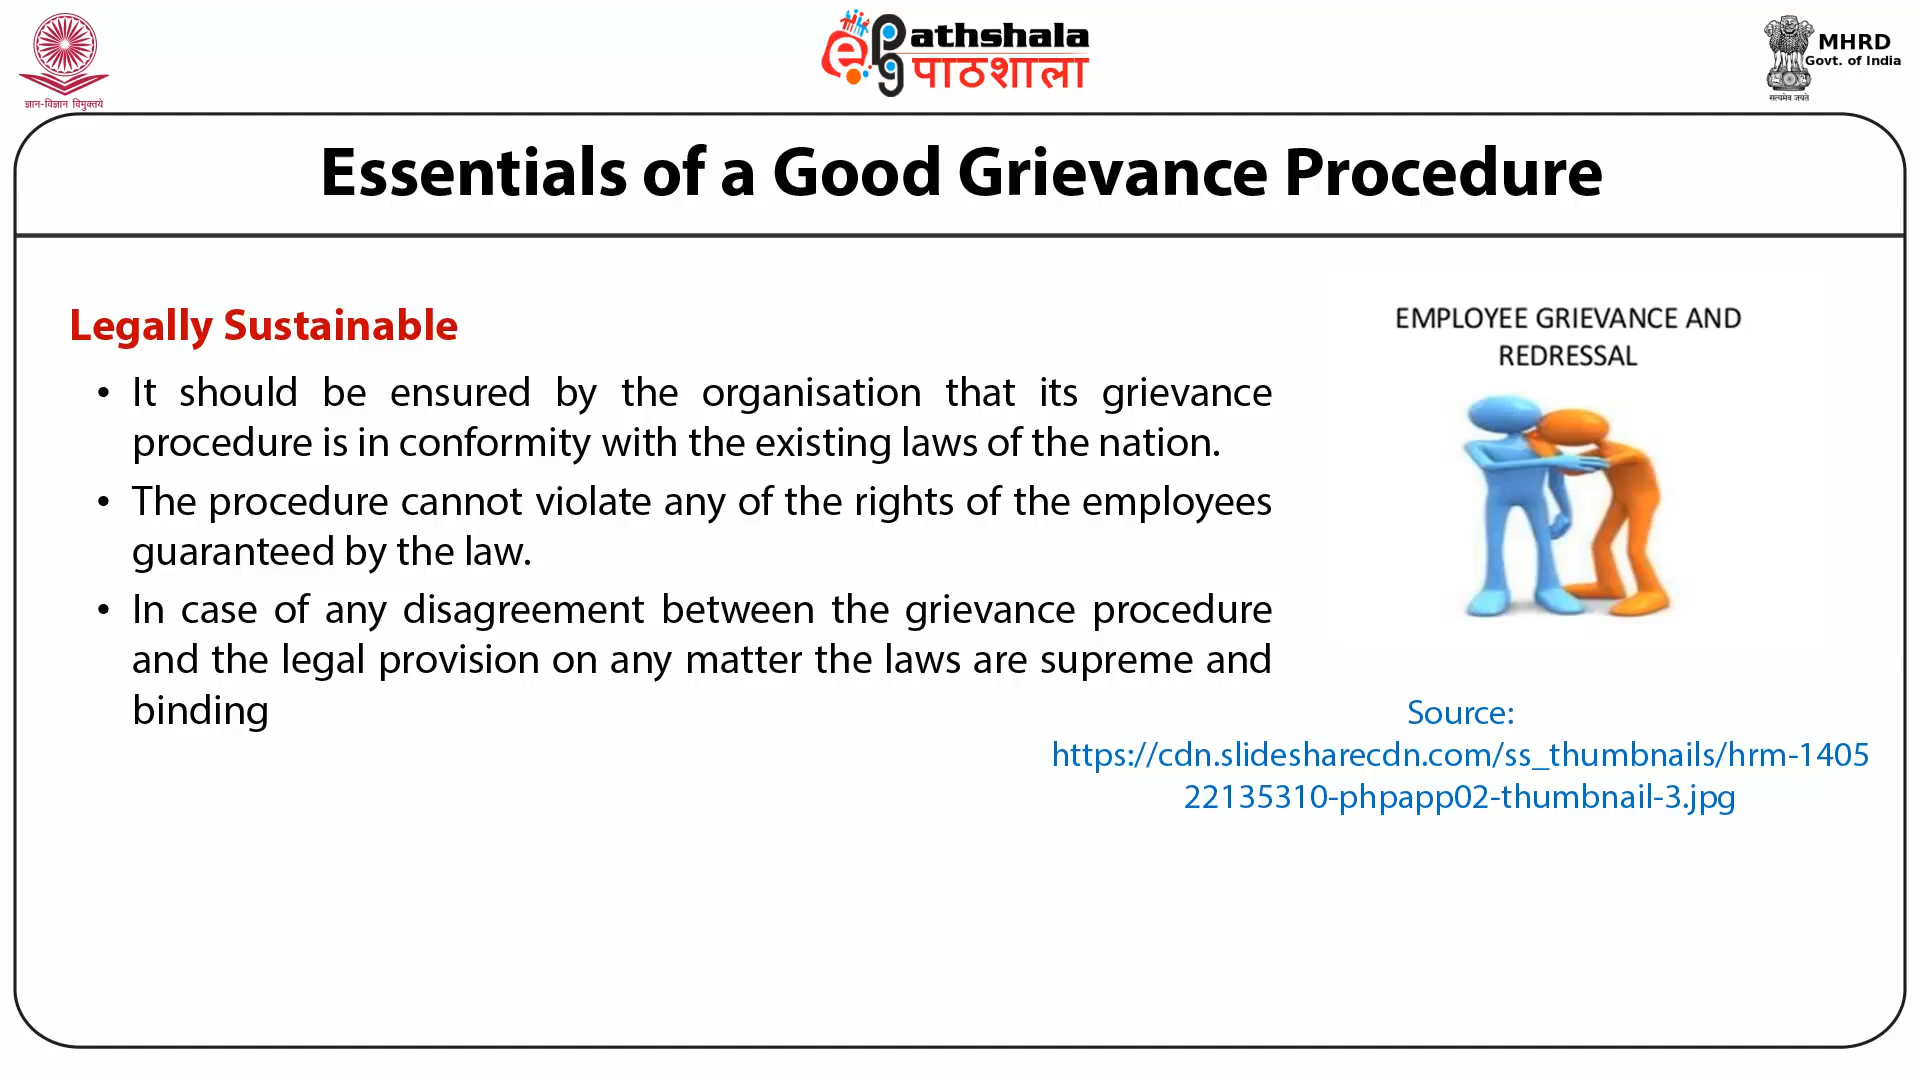 ज्ञान-विज्ञान विमुक्तये
e PG athshala
पाठशाला
MHRD
Govt. of India
सत्यमेव जयते
Essentials of a Good Grievance Procedure
Legally Sustainable
• It should be ensured by the organisation that its grievance
procedure is in conformity with the existing laws of the nation.
• The procedure cannot violate any of the rights of the employees
guaranteed by the law.
• In case of any disagreement between the grievance procedure
and the legal provision on any matter the laws are supreme and
binding
EMPLOYEE GRIEVANCE AND
REDRESSAL
Source:
https://cdn.slidesharecdn.com/ss_thumbnails/hrm-1405
22135310-phpapp02-thumbnail-3.jpg